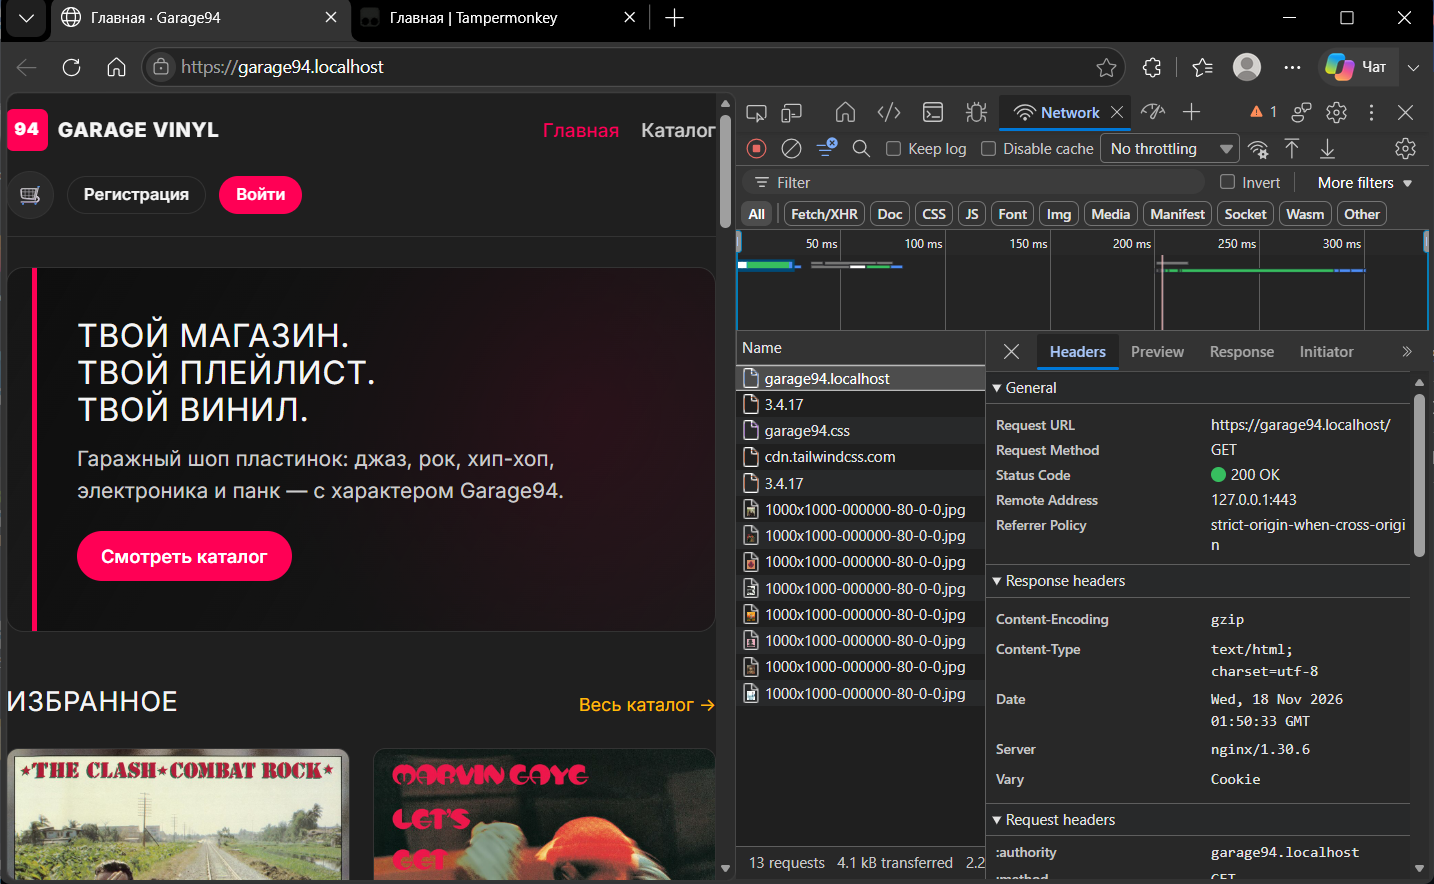 Главная · Garage94
Главная | Tampermonkey
https://garage94.localhost
Чат
94 GARAGE VINYL
Главная
Каталог
Регистрация
Войти
ТВОЙ МАГАЗИН.
ТВОЙ ПЛЕЙЛИСТ.
ТВОЙ ВИНИЛ.
Гаражный шоп пластинок: джаз, рок, хип-хоп,
электроника и панк — с характером Garage94.
Смотреть каталог
ИЗБРАННОЕ
Весь каталог →
THE CLASH★COMBAT ROCK
MARVIN GAYE
LET'S
GET
Network
1
Keep log
Disable cache
No throttling
Filter
Invert
More filters
All
Fetch/XHR
Doc
CSS
JS
Font
Img
Media
Manifest
Socket
Wasm
Other
50 ms
100 ms
150 ms
200 ms
250 ms
300 ms
Name
garage94.localhost
3.4.17
garage94.css
cdn.tailwindcss.com
3.4.17
1000x1000-000000-80-0-0.jpg
1000x1000-000000-80-0-0.jpg
1000x1000-000000-80-0-0.jpg
1000x1000-000000-80-0-0.jpg
1000x1000-000000-80-0-0.jpg
1000x1000-000000-80-0-0.jpg
1000x1000-000000-80-0-0.jpg
1000x1000-000000-80-0-0.jpg
13 requests
4.1 kB transferred
2.2
Headers
Preview
Response
Initiator
General
Request URL
https://garage94.localhost/
Request Method
GET
Status Code
200 OK
Remote Address
127.0.0.1:443
Referrer Policy
strict-origin-when-cross-origi
n
Response headers
Content-Encoding
gzip
Content-Type
text/html;
charset=utf-8
Date
Wed, 18 Nov 2026
01:50:33 GMT
Server
nginx/1.30.6
Vary
Cookie
Request headers
:authority
garage94.localhost
:method
GET